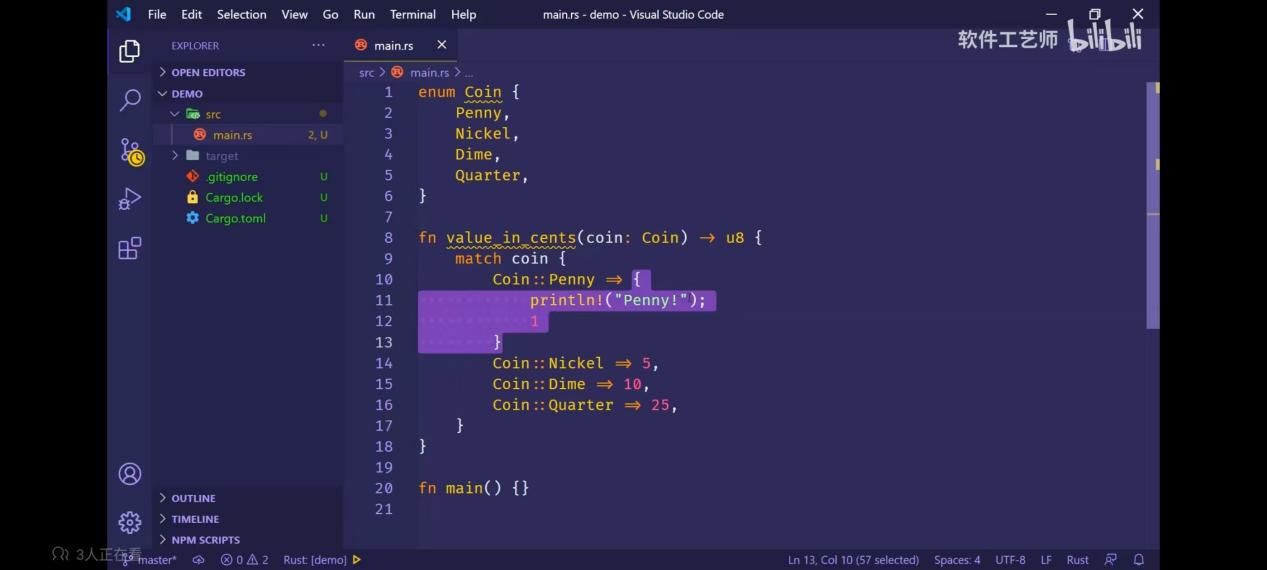 File Edit Selection View Go Run Terminal Help main.rs - demo - Visual Studio Code
软件工艺师 bilibili
EXPLORER
OPEN EDITORS
DEMO
src
main.rs 2, U
target
.gitignore U
Cargo.lock U
Cargo.toml U
OUTLINE
TIMELINE
NPM SCRIPTS
main.rs
src > main.rs > ...
1 enum Coin {
2 Penny,
3 Nickel,
4 Dime,
5 Quarter,
6 }
7
8 fn value_in_cents(coin: Coin) → u8 {
9 match coin {
10 Coin::Penny ⇒ {
11 println!("Penny!");
12 1
13 }
14 Coin::Nickel ⇒ 5,
15 Coin::Dime ⇒ 10,
16 Coin::Quarter ⇒ 25,
17 }
18 }
19
20 fn main() {}
21
3人正在看
master* 0 2 Rust: [demo] Ln 13, Col 10 (57 selected) Spaces: 4 UTF-8 LF Rust